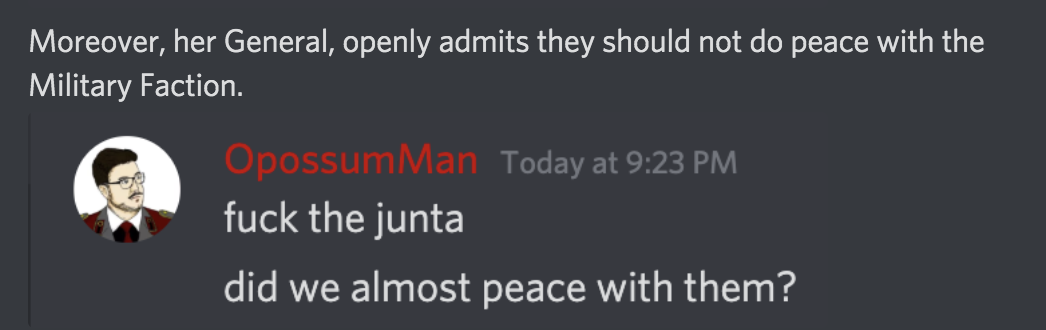 Moreover, her General, openly admits they should not do peace with the
Military Faction.
OpossumMan Today at 9:23 PM
fuck the junta
did we almost peace with them?